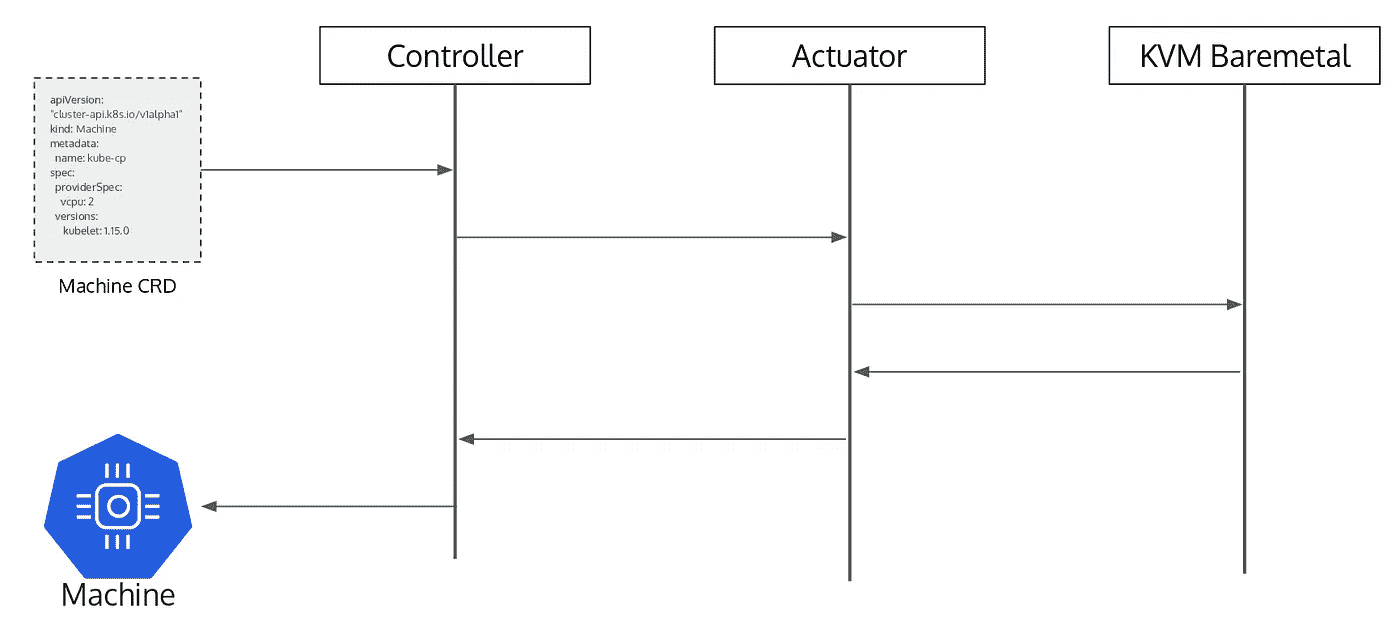 Controller
Actuator
KVM Baremetal
apiVersion:
"cluster-api.k8s.io/v1alpha1"
kind: Machine
metadata:
name: kube-cp
spec:
providerSpec:
vcpu: 2
versions:
kubelet: 1.15.0
Machine CRD
Machine